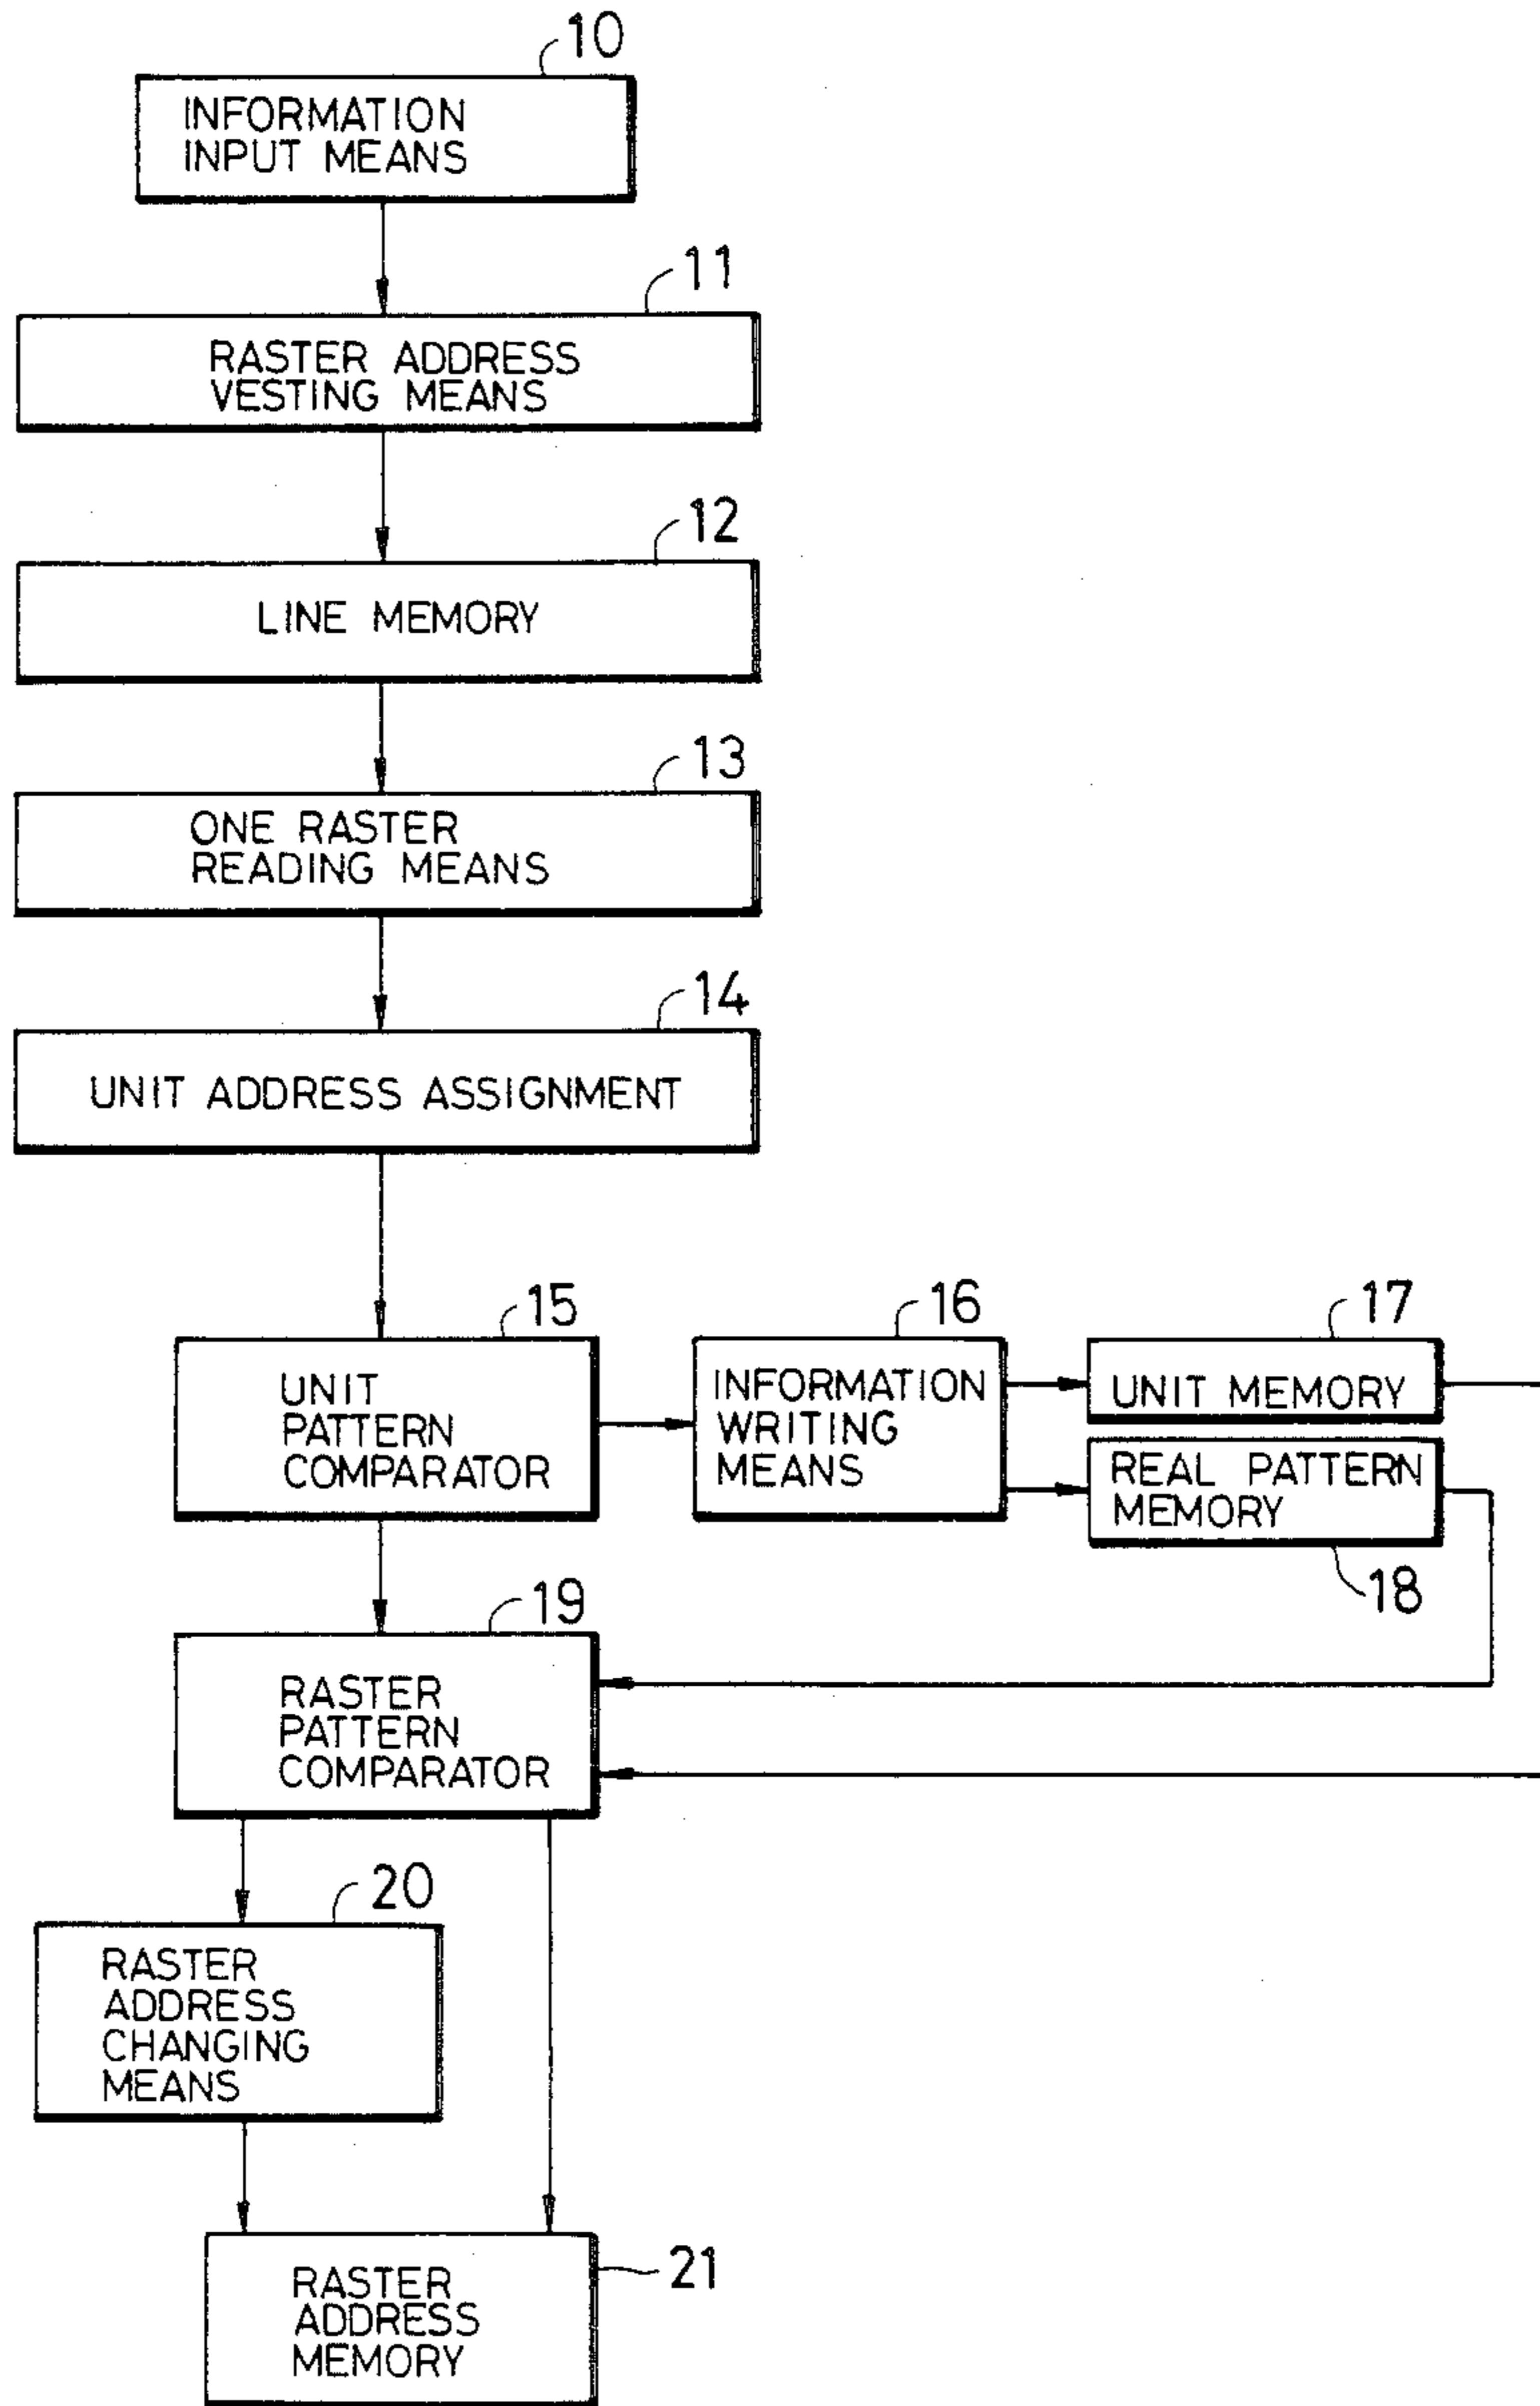 10
INFORMATION
INPUT MEANS
11
RASTER ADDRESS
VESTING MEANS
12
LINE MEMORY
13
ONE RASTER
READING MEANS
14
UNIT ADDRESS ASSIGNMENT
15
UNIT
PATTERN
COMPARATOR
16
INFORMATION
WRITING
MEANS
17
UNIT MEMORY
REAL PATTERN
MEMORY
18
19
RASTER
PATTERN
COMPARATOR
20
RASTER
ADDRESS
CHANGING
MEANS
21
RASTER
ADDRESS
MEMORY